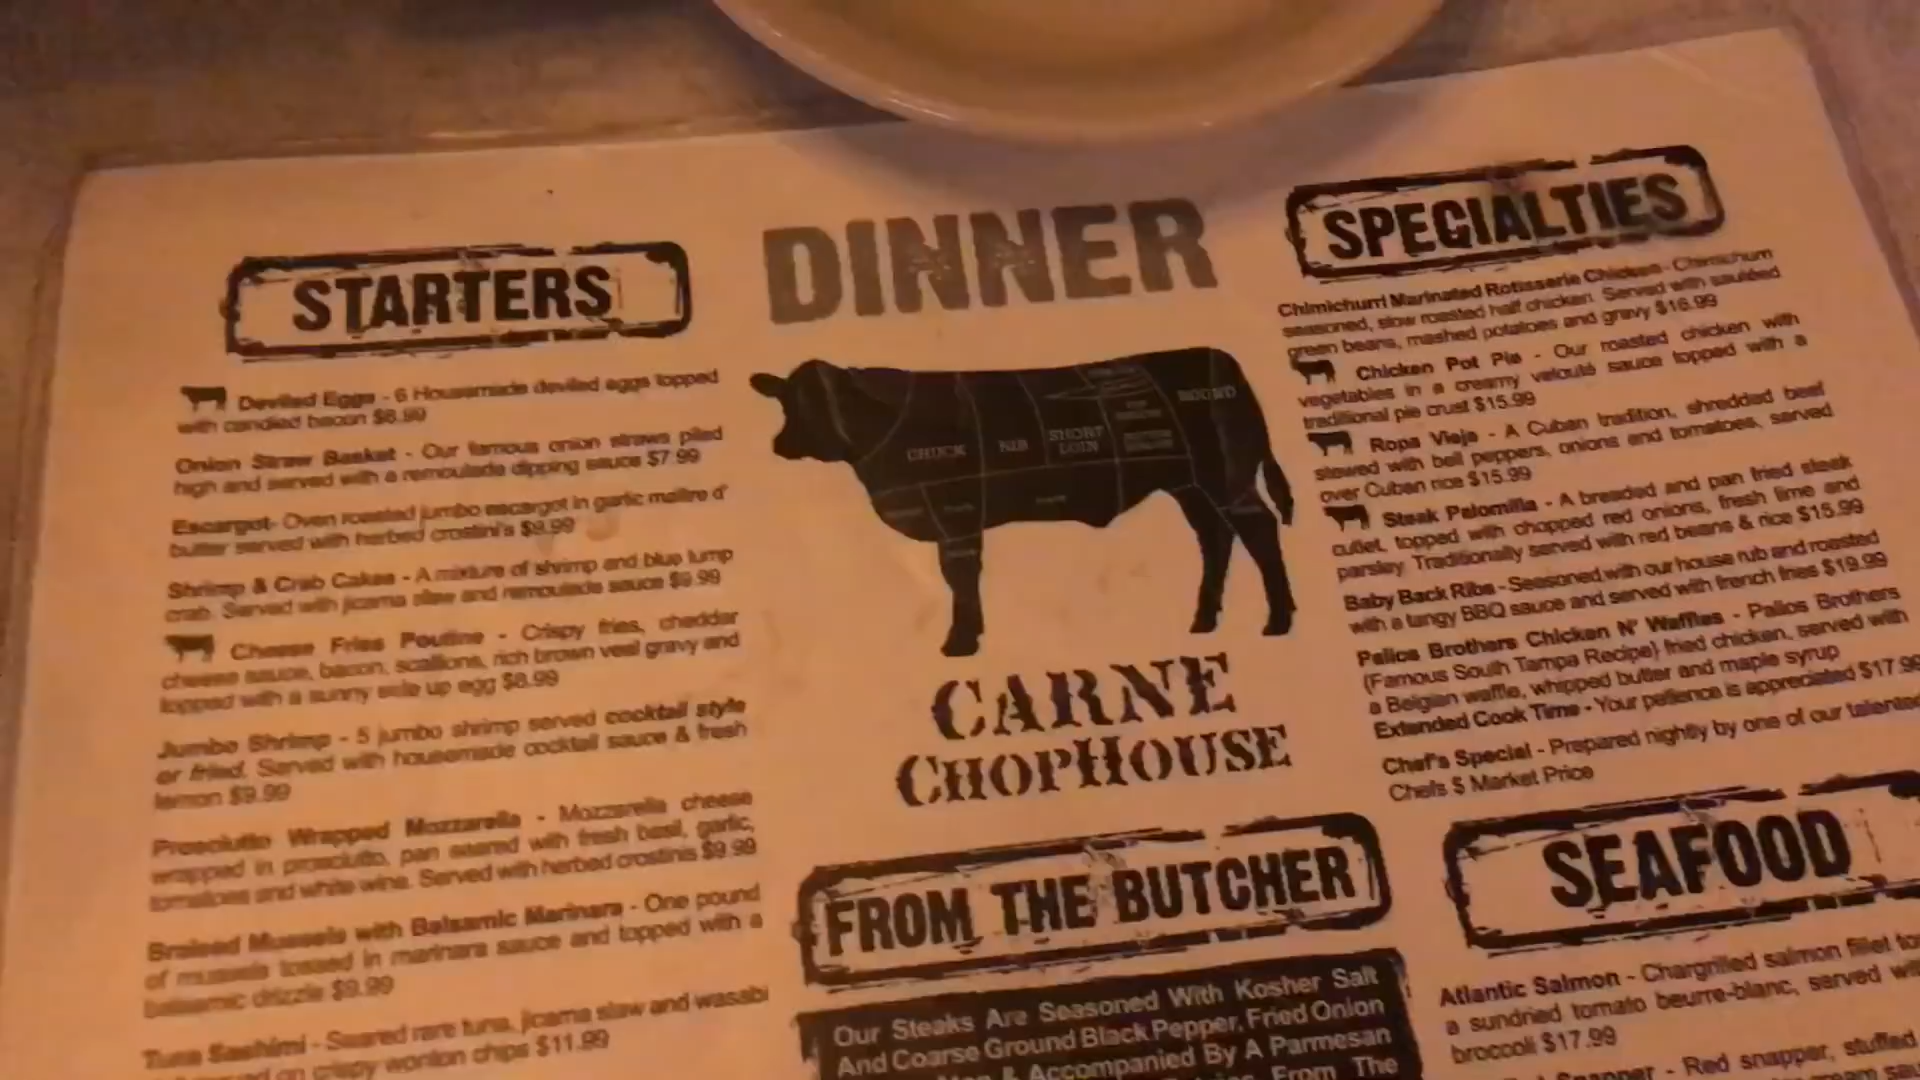 STARTERS
Deviled Eggs - 6 Housemade deviled eggs topped
with candied bacon $8.99
Onion Straw Basket - Our famous onion straws piled
high and served with a remoulade dipping sauce $7.99
Escargot- Oven roasted jumbo escargot in garlic maitre d'
butter served with herbed crostini's $9.99
Shrimp & Crab Cakes - A mixture of shrimp and blue lump
crab. Served with jicama slaw and remoulade sauce $9.99
Cheese Fries Poutine - Crispy fries, cheddar
cheese sauce, bacon, scallions, rich brown veal gravy and
topped with a sunny side up egg $8.99
Jumbo Shrimp - 5 jumbo shrimp served cocktail style
or fried. Served with housemade cocktail sauce & fresh
lemon $9.99
Prosciutto Wrapped Mozzarella - Mozzarella cheese
wrapped in prosciutto, pan seared with fresh basil, garlic,
tomatoes and white wine. Served with herbed crostinis $9.99
Braised Mussels with Balsamic Marinara - One pound
of mussels tossed in marinara sauce and topped with a
balsamic drizzle $9.99
Tuna Sashimi - Seared rare tuna, jicama slaw and wasabi
on crispy wonton chips $11.99
DINNER
CHUCK
RIB
SHORT
LOIN
ROUND
CARNE
CHOPHOUSE
FROM THE BUTCHER
Our Steaks Are Seasoned With Kosher Salt
And Coarse Ground Black Pepper, Fried Onion
& Accompanied By A Parmesan
From The
SPECIALTIES
Chimichurri Marinated Rotisserie Chicken - Chimichurri
seasoned, slow roasted half chicken. Served with sautéed
green beans, mashed potatoes and gravy $16.99
Chicken Pot Pie - Our roasted chicken with
vegetables in a creamy velouté sauce topped with a
traditional pie crust $15.99
Ropa Vieja - A Cuban tradition, shredded beef
stewed with bell peppers, onions and tomatoes, served
over Cuban rice $15.99
Steak Palomilla - A breaded and pan fried steak
cutlet, topped with chopped red onions, fresh lime and
parsley. Traditionally served with red beans & rice $15.99
Baby Back Ribs - Seasoned with our house rub and roasted
with a tangy BBQ sauce and served with french fries $19.99
Palios Brothers Chicken N' Waffles - Palios Brothers
(Famous South Tampa Recipe) fried chicken, served with
a Belgian waffle, whipped butter and maple syrup
Extended Cook Time - Your patience is appreciated $17.99
Chef's Special - Prepared nightly by one of our talented
Chefs $ Market Price
SEAFOOD
Atlantic Salmon - Chargrilled salmon fillet
a sundried tomato beurre-blanc, served
broccoli $17.99
Snapper - Red snapper, stuffed